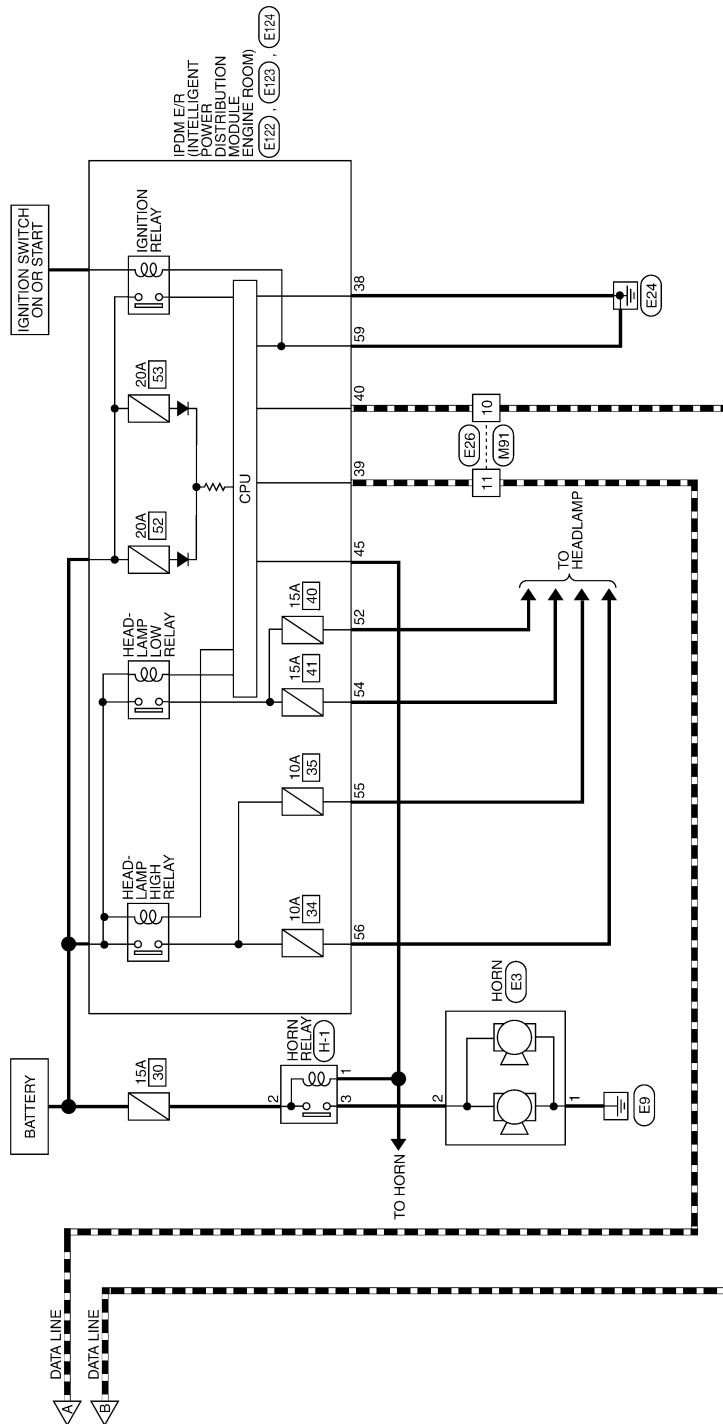 DATA LINE
A
DATA LINE
B
BATTERY
15A
30
HORN
RELAY
H-1
2
1
3
TO HORN
2
HORN
E3
1
E9
HEAD-
LAMP
HIGH
RELAY
10A
34
56
10A
35
55
HEAD-
LAMP
LOW
RELAY
15A
41
54
15A
40
52
TO
HEADLAMP
20A
52
20A
53
CPU
45
39
40
59
38
11
10
E26
M91
IGNITION SWITCH
ON OR START
IGNITION
RELAY
IPDM E/R
(INTELLIGENT
POWER
DISTRIBUTION
MODULE
ENGINE ROOM)
E122 , E123 , E124
E24